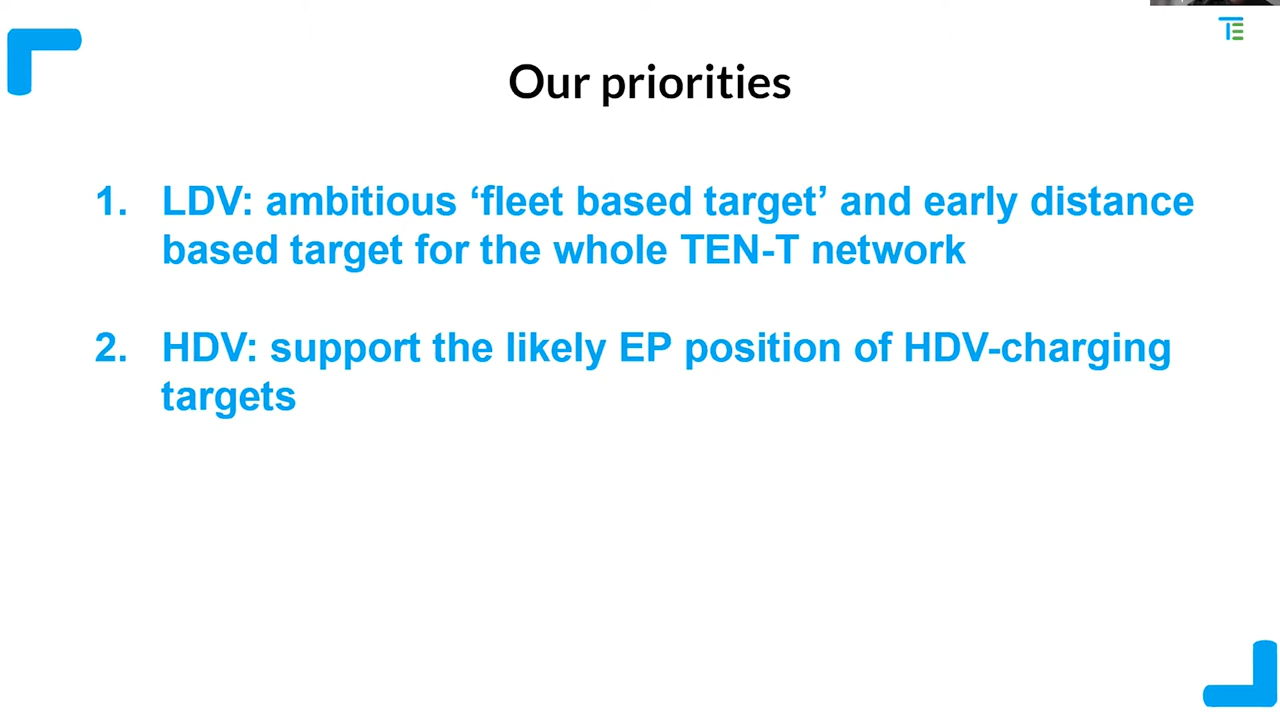 TE
Our priorities
1. LDV: ambitious ‘fleet based target’ and early distance
based target for the whole TEN-T network
2. HDV: support the likely EP position of HDV-charging
targets